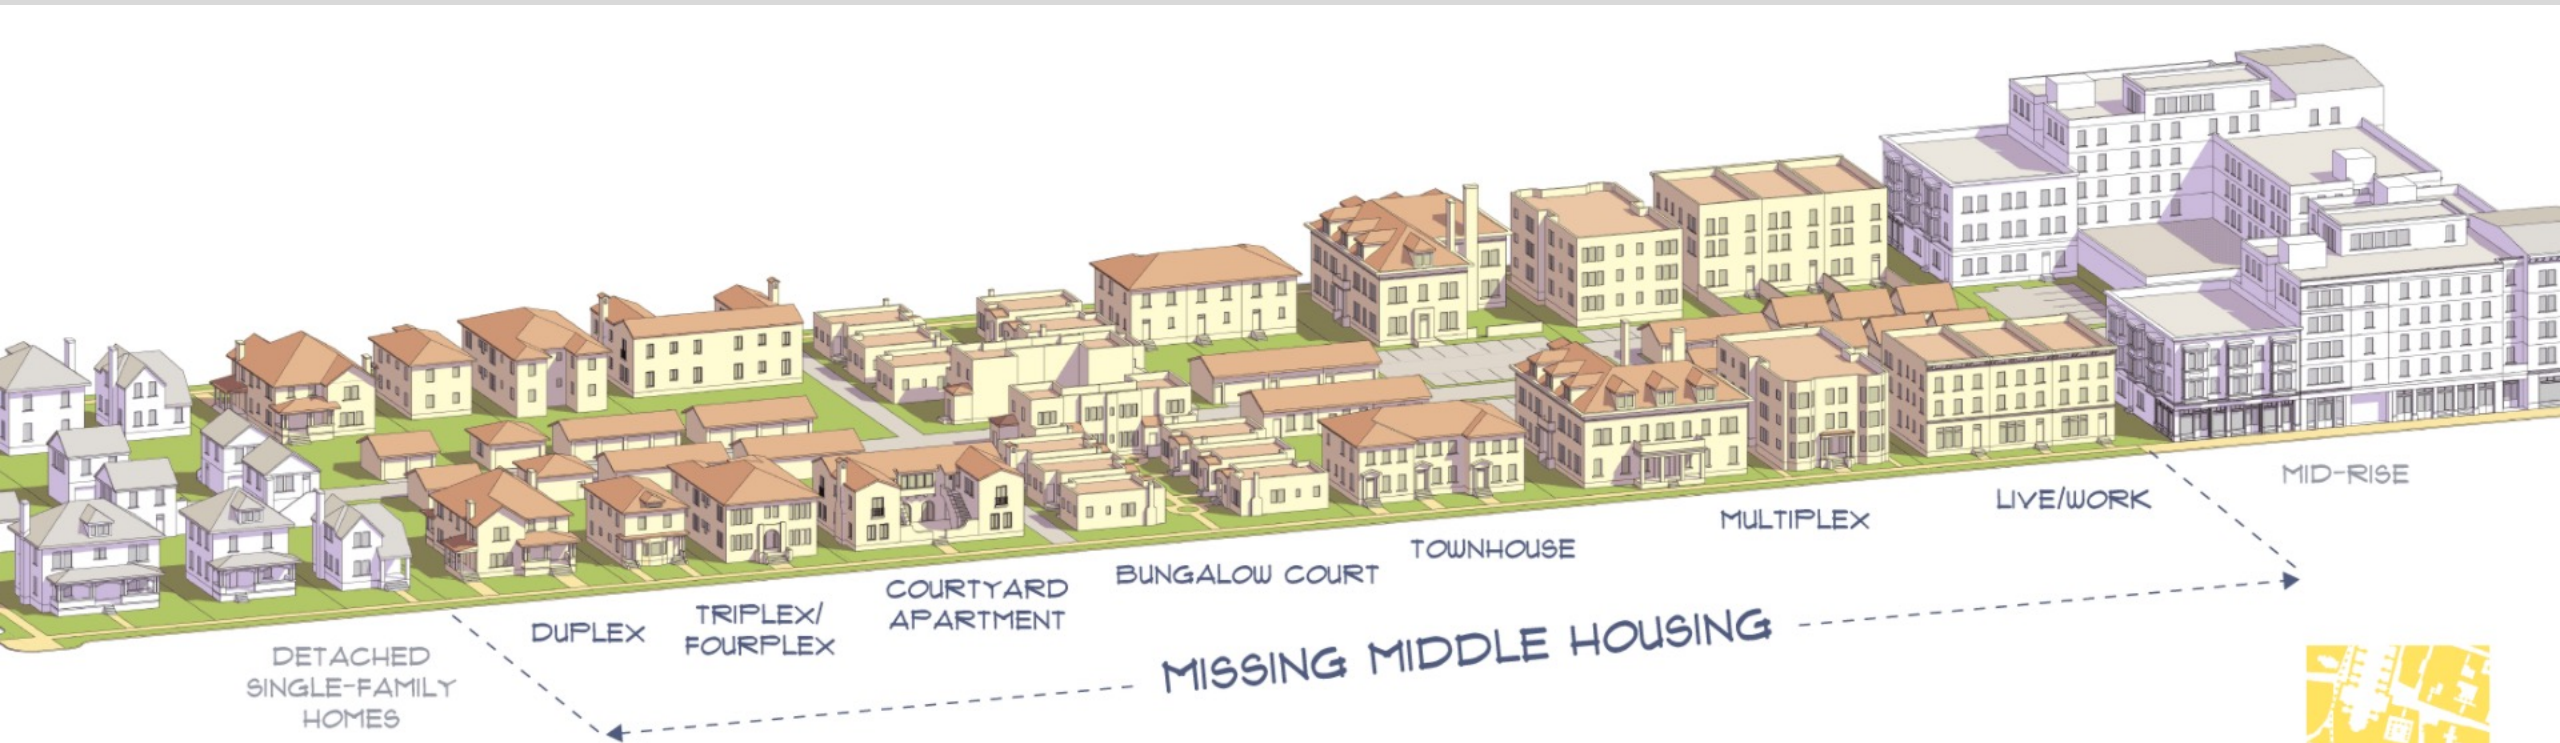 DETACHED
SINGLE-FAMILY
HOMES
DUPLEX
TRIPLEX/
FOURPLEX
COURTYARD
APARTMENT
BUNGALOW COURT
TOWNHOUSE
MULTIPLEX
LIVE/WORK
MID-RISE
MISSING MIDDLE HOUSING